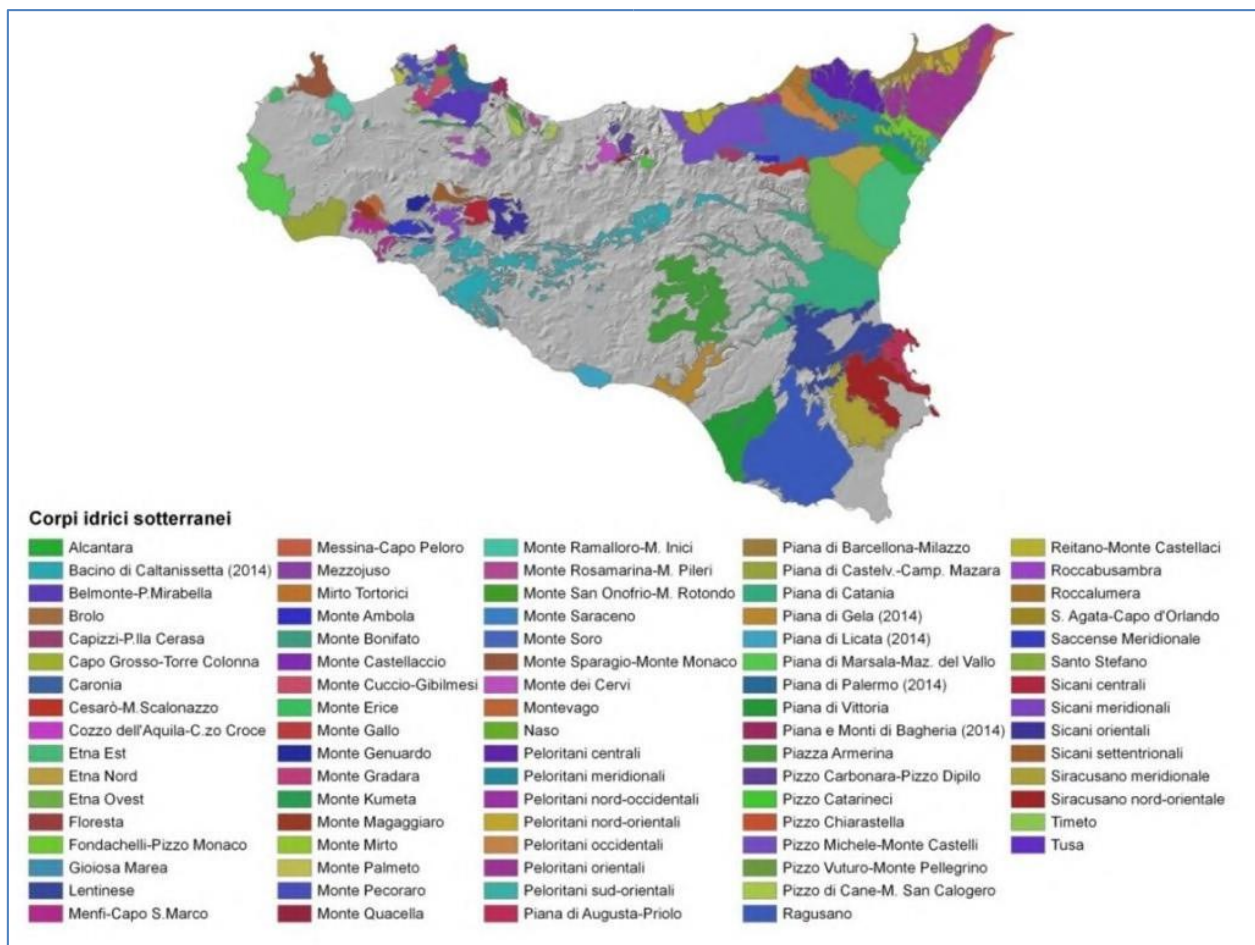 Corpi idrici sotterranei
Alcantara
Bacino di Caltanissetta (2014)
Belmonte-P.Mirabella
Brolo
Capizzi-P.lla Cerasa
Capo Grosso-Torre Colonna
Caronia
Cesarò-M.Scalonazzo
Cozzo dell'Aquila-C.zo Croce
Etna Est
Etna Nord
Etna Ovest
Floresta
Fondachelli-Pizzo Monaco
Gioiosa Marea
Lentinese
Menfi-Capo S.Marco
Messina-Capo Peloro
Mezzojuso
Mirto Tortorici
Monte Ambola
Monte Bonifato
Monte Castellaccio
Monte Cuccio-Gibilmesi
Monte Erice
Monte Gallo
Monte Genuardo
Monte Gradara
Monte Kumeta
Monte Magaggiaro
Monte Mirto
Monte Palmeto
Monte Pecoraro
Monte Quacella
Monte Ramalloro-M. Inici
Monte Rosamarina-M. Pileri
Monte San Onofrio-M. Rotondo
Monte Saraceno
Monte Soro
Monte Sparagio-Monte Monaco
Monte dei Cervi
Montevago
Naso
Peloritani centrali
Peloritani meridionali
Peloritani nord-occidentali
Peloritani nord-orientali
Peloritani occidentali
Peloritani orientali
Peloritani sud-orientali
Piana di Augusta-Priolo
Piana di Barcellona-Milazzo
Piana di Castelv.-Camp. Mazara
Piana di Catania
Piana di Gela (2014)
Piana di Licata (2014)
Piana di Marsala-Maz. del Vallo
Piana di Palermo (2014)
Piana di Vittoria
Piana e Monti di Bagheria (2014)
Piazza Armerina
Pizzo Carbonara-Pizzo Dipilo
Pizzo Catarineci
Pizzo Chiarastella
Pizzo Michele-Monte Castelli
Pizzo Vuturo-Monte Pellegrino
Pizzo di Cane-M. San Calogero
Ragusano
Reitano-Monte Castellaci
Roccabusambra
Roccalumera
S. Agata-Capo d'Orlando
Saccense Meridionale
Santo Stefano
Sicani centrali
Sicani meridionali
Sicani orientali
Sicani settentrionali
Siracusano meridionale
Siracusano nord-orientale
Timeto
Tusa